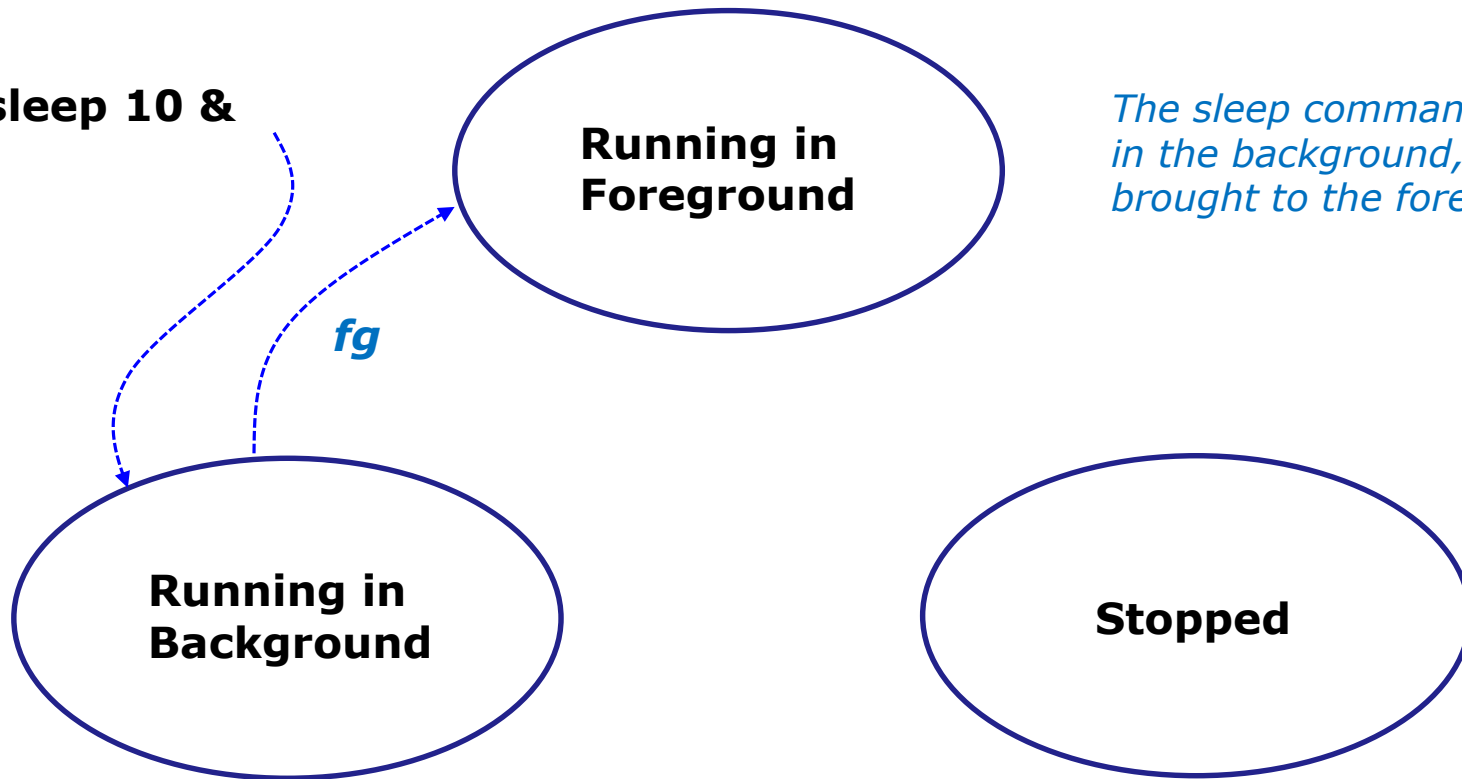 sleep 10 &
Running in
Foreground
The sleep comman
in the background,
brought to the fore
fg
Running in
Background
Stopped